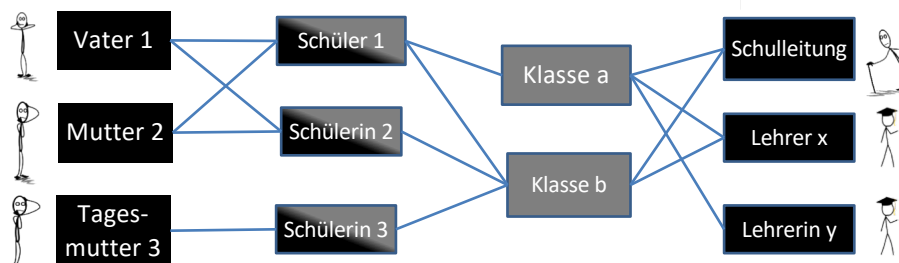 Vater 1
Mutter 2
Tages-
mutter 3
Schüler 1
Schülerin 2
Schülerin 3
Klasse a
Klasse b
Schulleitung
Lehrer x
Lehrerin y